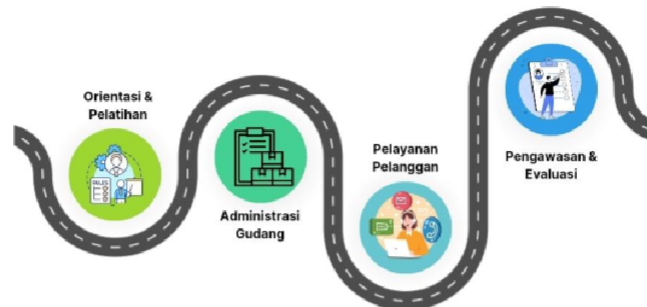 Orientasi &
Pelatihan
Administrasi
Gudang
Pelayanan
Pelanggan
Pengawasan &
Evaluasi